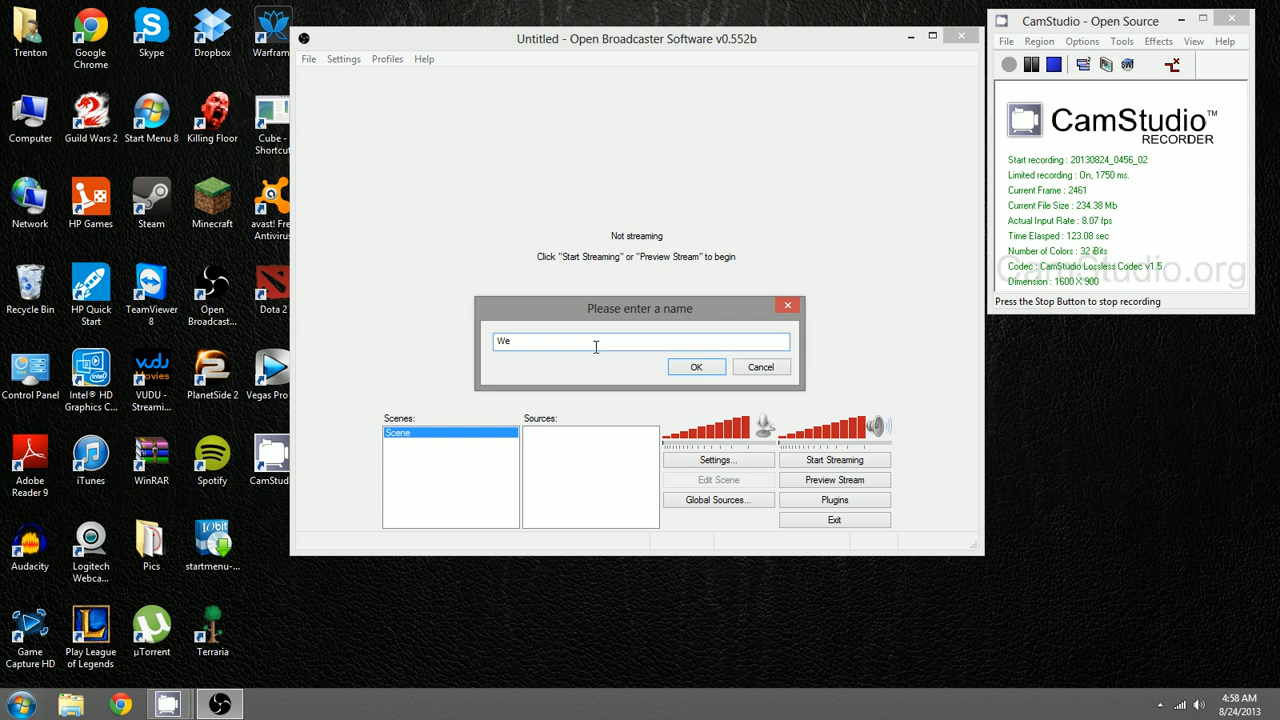 Trenton
Google Chrome
Skype
Dropbox
Warfram
Computer
Guild Wars 2
Start Menu 8
Killing Floor
Cube - Shortcut
Network
HP Games
Steam
Minecraft
avast! Fre Antivirus
Recycle Bin
HP Quick Start
TeamViewer 8
Open Broadcast...
Dota 2
Control Panel
Intel® HD Graphics C...
VUDU - Streami...
PlanetSide 2
Vegas Pro
Adobe Reader 9
iTunes
WinRAR
Spotify
CamStud
Audacity
Logitech Webca...
Pics
startmenu-...
Game Capture HD
Play League of Legends
µTorrent
Terraria
Untitled - Open Broadcaster Software v0.552b
File Settings Profiles Help
Not streaming
Click "Start Streaming" or "Preview Stream" to begin
Please enter a name
We
OK Cancel
Scenes: Sources:
Scene
Settings... Start Streaming
Edit Scene Preview Stream
Global Sources... Plugins
Exit
CamStudio - Open Source
File Region Options Tools Effects View Help
CamStudio™
RECORDER
Start recording : 20130824_0456_02
Limited recording : On, 1750 ms.
Current Frame : 2461
Current File Size : 234.38 Mb
Actual Input Rate : 8.07 fps
Time Elasped : 123.08 sec
Number of Colors : 32 iBits
Codec : CamStudio Lossless Codec v1.5
Dimension : 1600 X 900
CamStudio.org
Press the Stop Button to stop recording
4:58 AM
8/24/2013